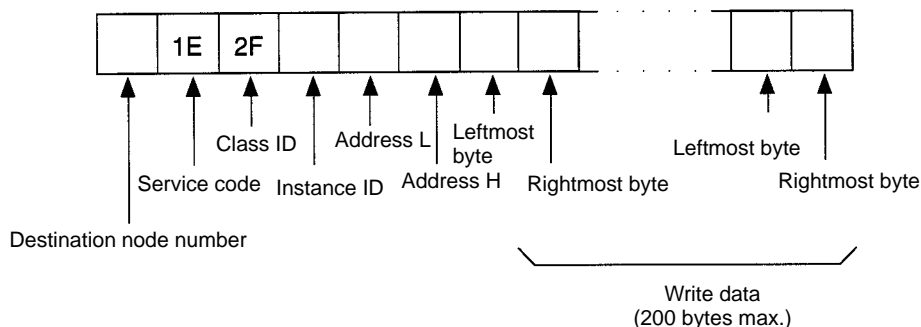 1E 2F
Class ID
Address L
Leftmost
byte
Leftmost byte
Service code
Instance ID
Address H
Rightmost byte
Rightmost byte
Destination node number
Write data
(200 bytes max.)